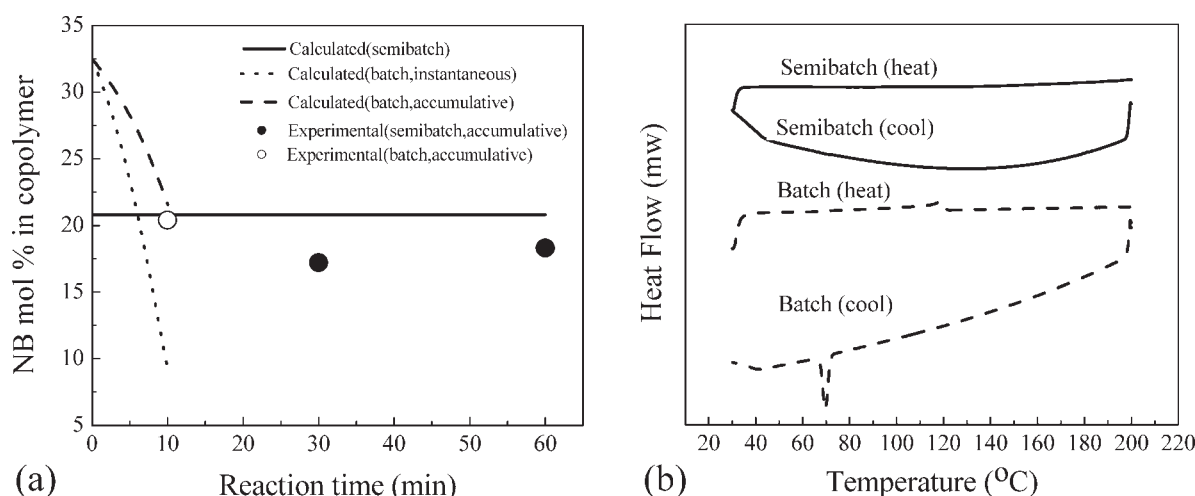 35
30
25
20
15
10
5
NB mol % in copolymer
Calculated(semibatch)
Calculated(batch,instantaneous)
Calculated(batch,accumulative)
Experimental(semibatch,accumulative)
Experimental(batch,accumulative)
0 10 20 30 40 50 60
(a) Reaction time (min)
Heat Flow (mw)
Semibatch (heat)
Semibatch (cool)
Batch (heat)
Batch (cool)
20 40 60 80 100 120 140 160 180 200 220
(b) Temperature (⁰C)